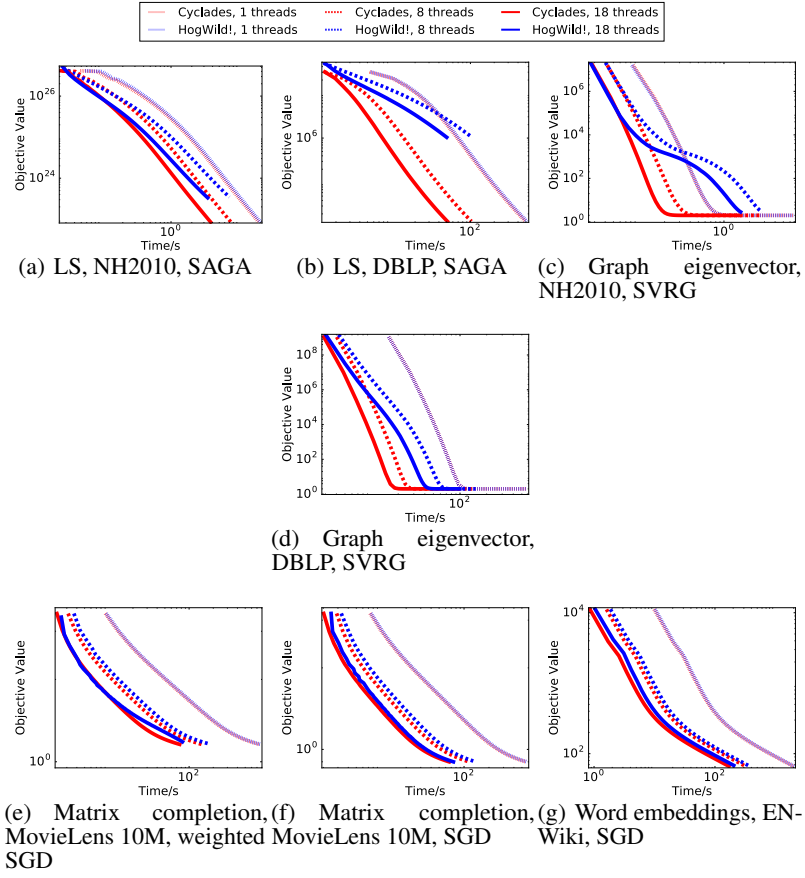 Cyclades, 1 threads
HogWild!, 1 threads
Cyclades, 8 threads
HogWild!, 8 threads
Cyclades, 18 threads
HogWild!, 18 threads
Objective Value
10^26
10^24
10^0
Time/s
(a) LS, NH2010, SAGA
Objective Value
10^6
10^2
Time/s
(b) LS, DBLP, SAGA
Objective Value
10^6
10^4
10^2
10^0
10^0
Time/s
(c) Graph eigenvector,
NH2010, SVRG
Objective Value
10^8
10^6
10^4
10^2
10^0
10^2
Time/s
(d) Graph eigenvector,
DBLP, SVRG
Objective Value
10^0
10^2
Time/s
(e) Matrix completion,
MovieLens 10M, weighted
SGD
Objective Value
10^0
10^2
Time/s
(f) Matrix completion,
MovieLens 10M, SGD
Objective Value
10^4
10^2
10^0
10^2
Time/s
(g) Word embeddings, EN-
Wiki, SGD